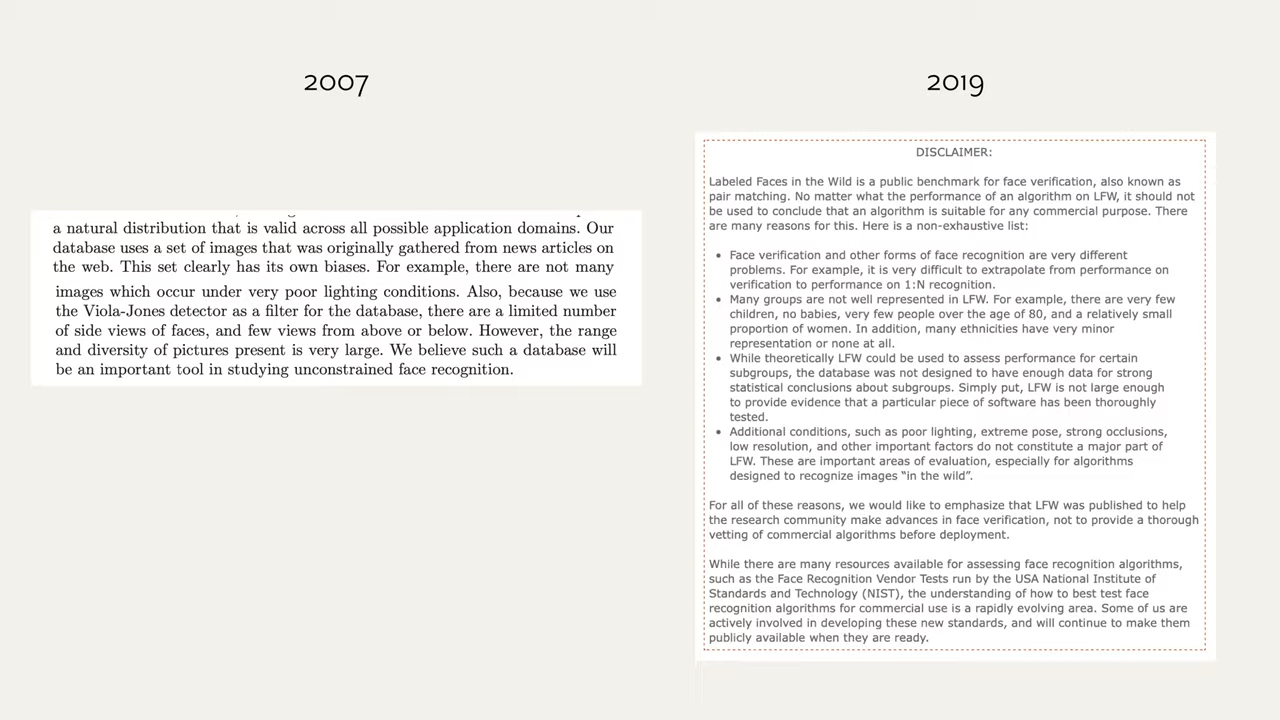 2007
a natural distribution that is valid across all possible application domains. Our
database uses a set of images that was originally gathered from news articles on
the web. This set clearly has its own biases. For example, there are not many
images which occur under very poor lighting conditions. Also, because we use
the Viola-Jones detector as a filter for the database, there are a limited number
of side views of faces, and few views from above or below. However, the range
and diversity of pictures present is very large. We believe such a database will
be an important tool in studying unconstrained face recognition.
2019
DISCLAIMER:
Labeled Faces in the Wild is a public benchmark for face verification, also known as
pair matching. No matter what the performance of an algorithm on LFW, it should not
be used to conclude that an algorithm is suitable for any commercial purpose. There
are many reasons for this. Here is a non-exhaustive list:
• Face verification and other forms of face recognition are very different
problems. For example, it is very difficult to extrapolate from performance on
verification to performance on 1:N recognition.
• Many groups are not well represented in LFW. For example, there are very few
children, no babies, very few people over the age of 80, and a relatively small
proportion of women. In addition, many ethnicities have very minor
representation or none at all.
• While theoretically LFW could be used to assess performance for certain
subgroups, the database was not designed to have enough data for strong
statistical conclusions about subgroups. Simply put, LFW is not large enough
to provide evidence that a particular piece of software has been thoroughly
tested.
• Additional conditions, such as poor lighting, extreme pose, strong occlusions,
low resolution, and other important factors do not constitute a major part of
LFW. These are important areas of evaluation, especially for algorithms
designed to recognize images “in the wild”.
For all of these reasons, we would like to emphasize that LFW was published to help
the research community make advances in face verification, not to provide a thorough
vetting of commercial algorithms before deployment.
While there are many resources available for assessing face recognition algorithms,
such as the Face Recognition Vendor Tests run by the USA National Institute of
Standards and Technology (NIST), the understanding of how to best test face
recognition algorithms for commercial use is a rapidly evolving area. Some of us are
actively involved in developing these new standards, and will continue to make them
publicly available when they are ready.